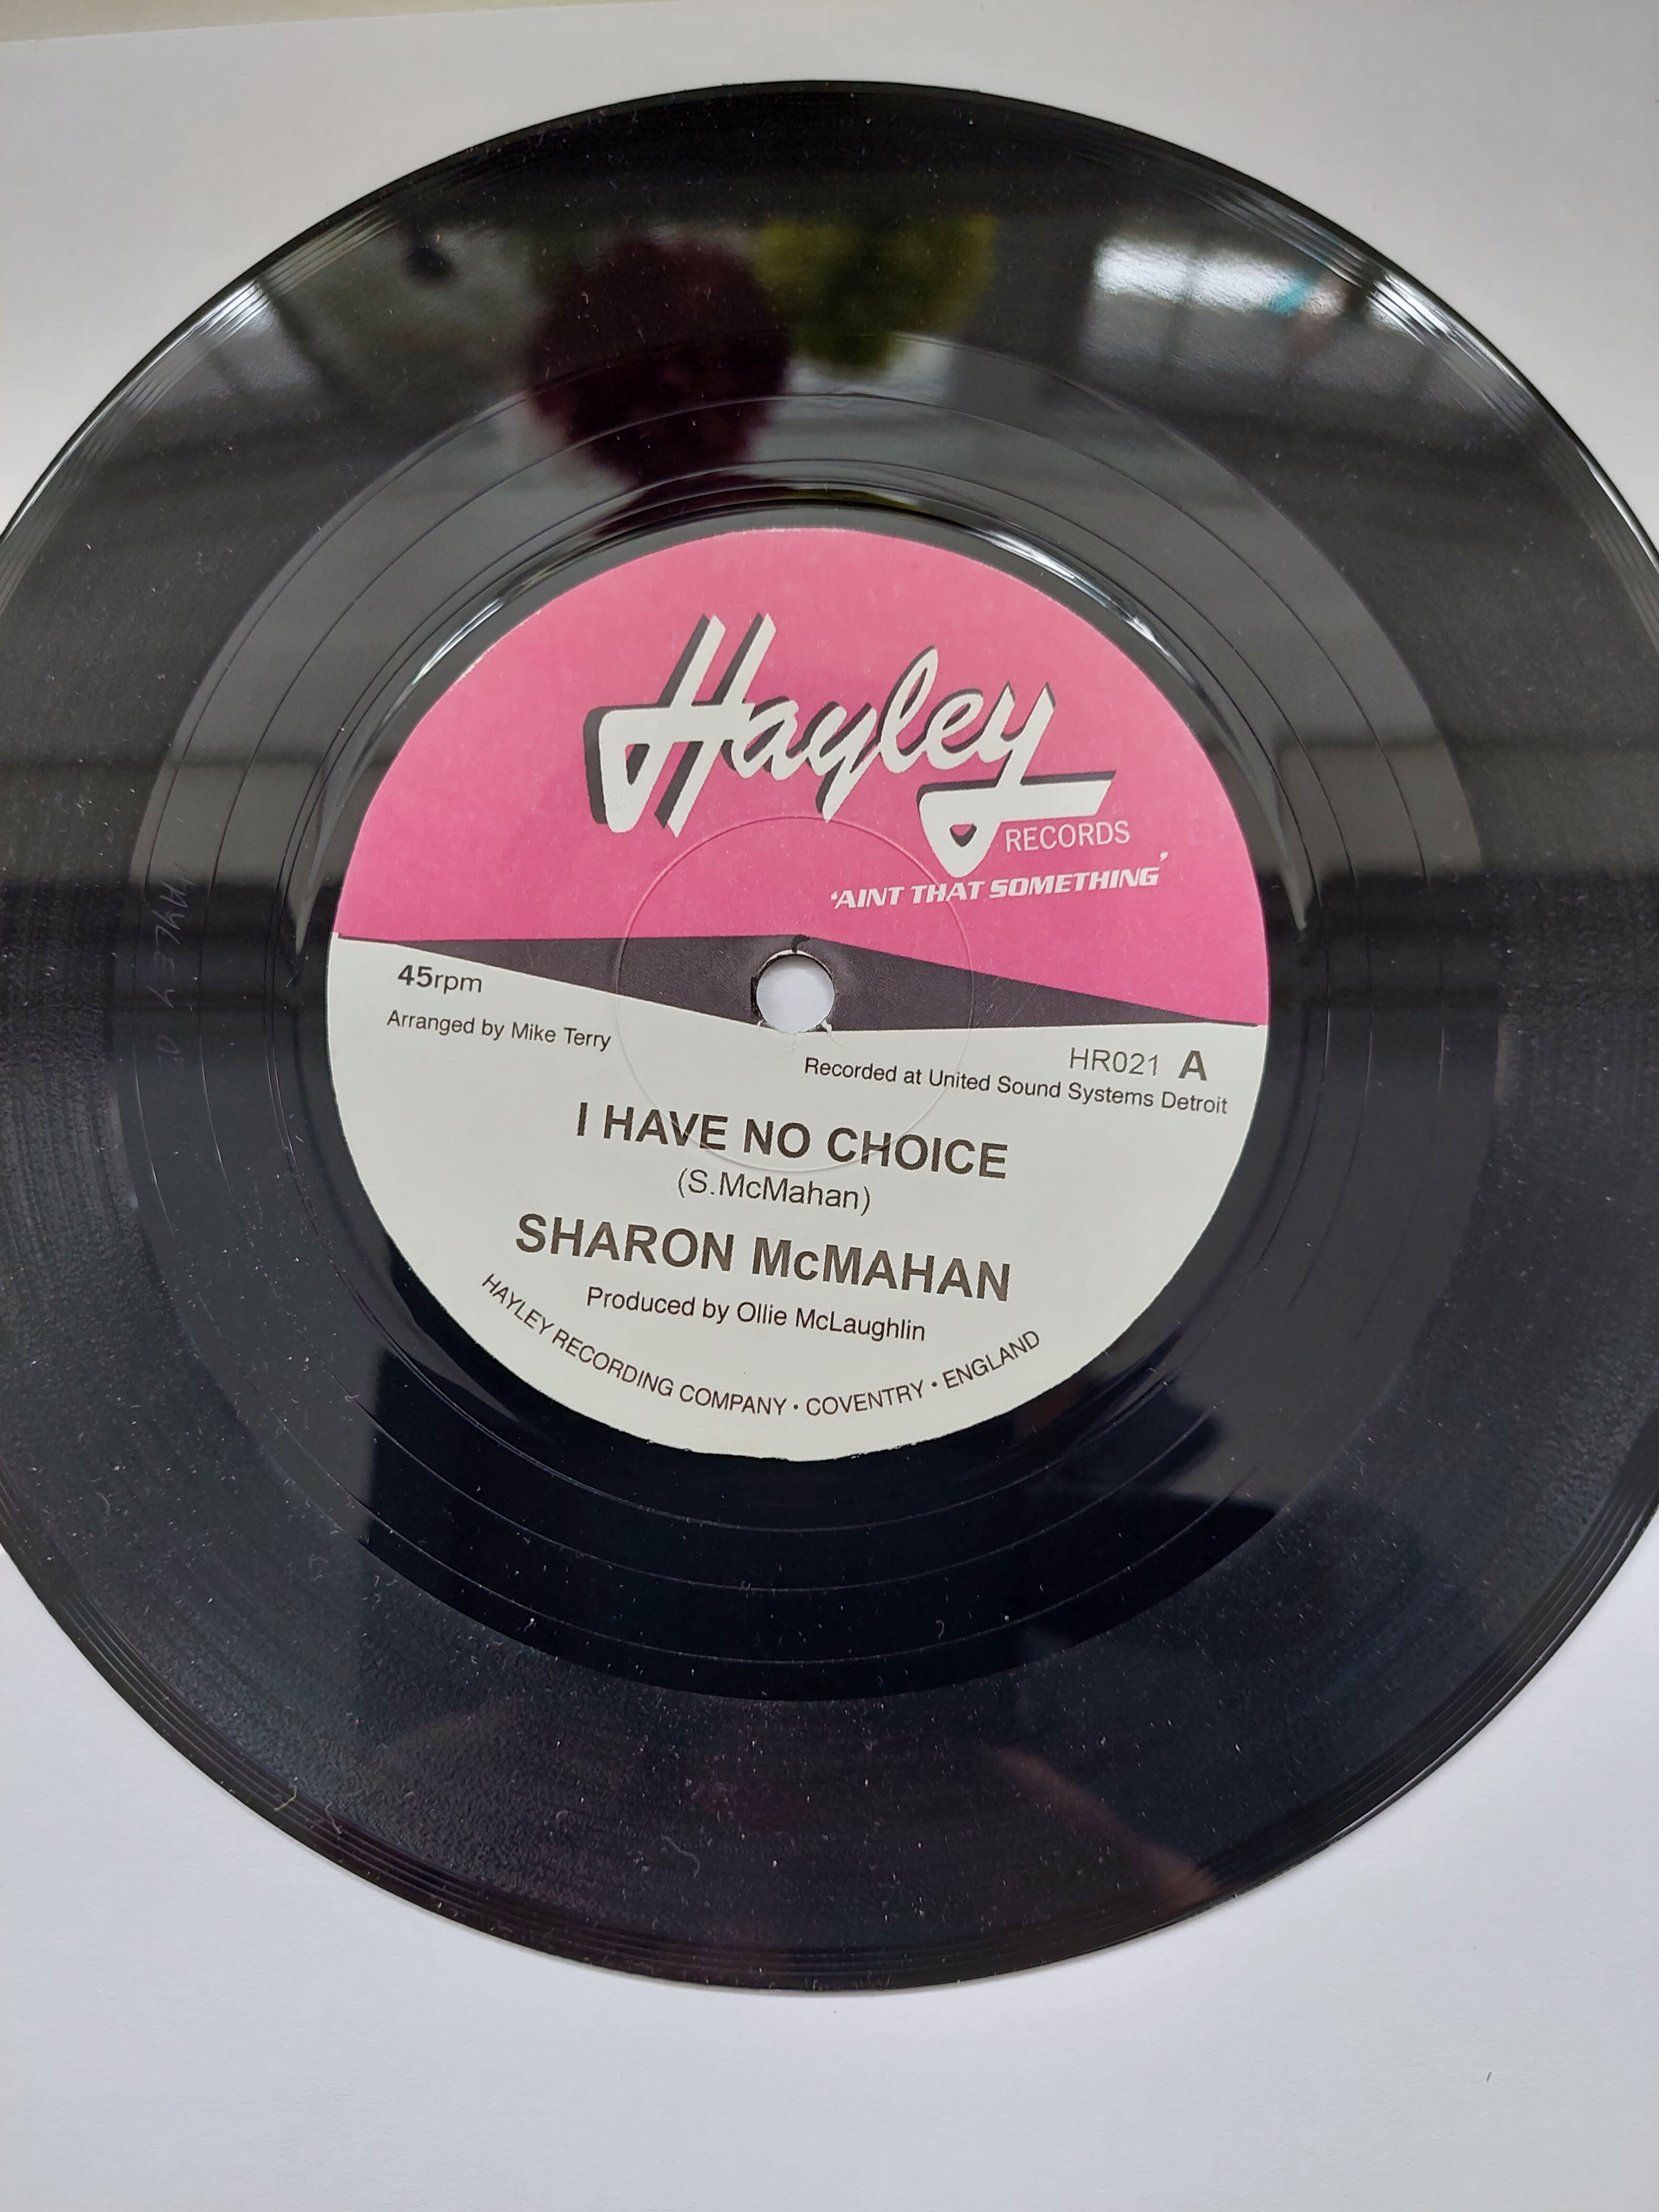 Hayley
RECORDS
'AINT THAT SOMETHING'
45rpm
Arranged by Mike Terry
HR021 A
Recorded at United Sound Systems Detroit
I HAVE NO CHOICE
(S.McMahan)
SHARON McMAHAN
Produced by Ollie McLaughlin
HAYLEY RECORDING COMPANY • COVENTRY • ENGLAND